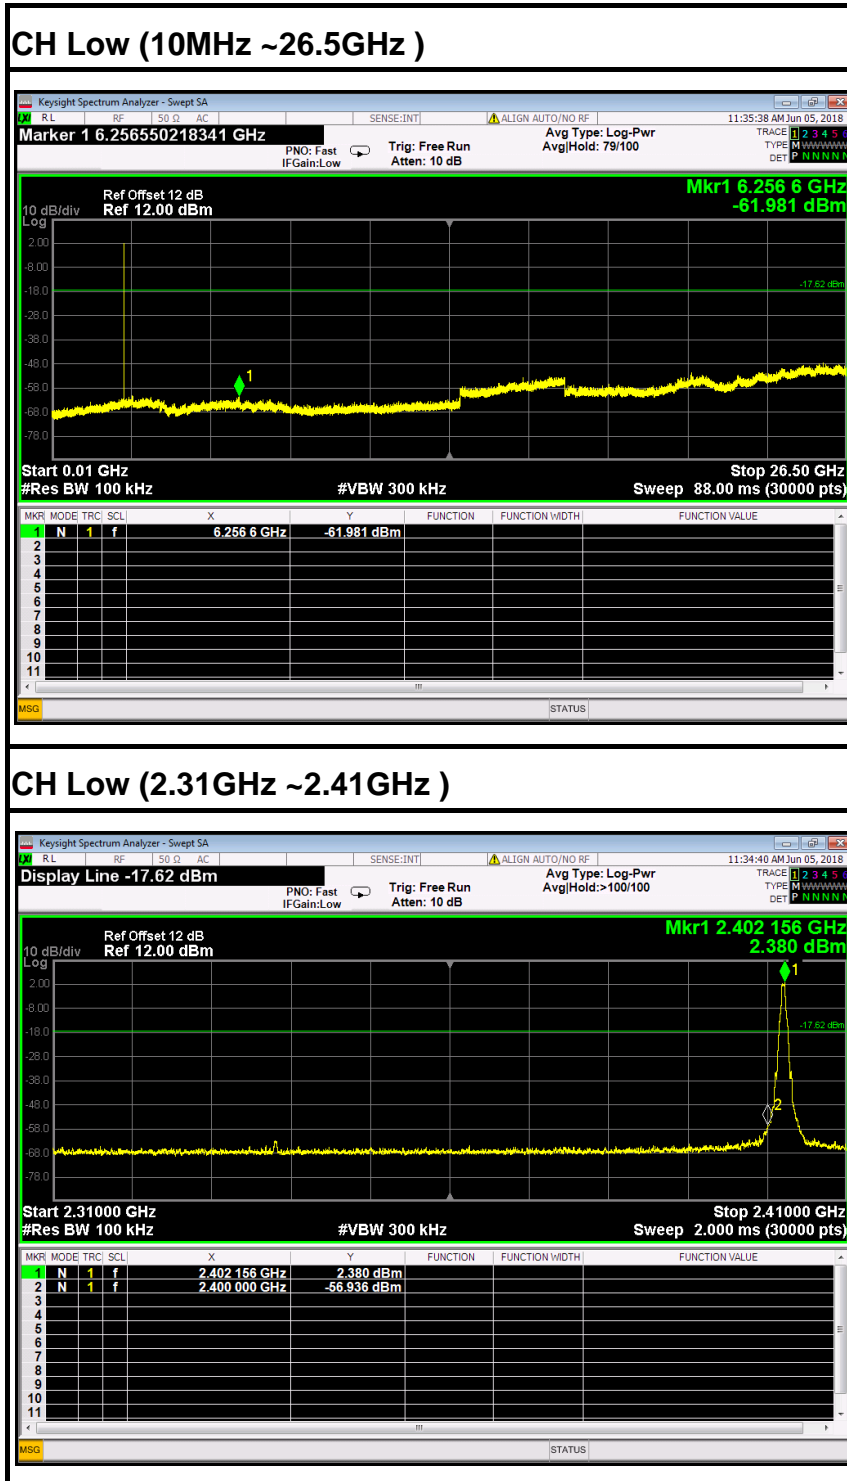 CH Low (10MHz ~26.5GHz )
Keysight Spectrum Analyzer - Swept SA
LXI RL RF 50 Ω AC SENSE:INT ALIGN AUTO/NO RF 11:35:38 AM Jun 05, 2018
Marker 1 6.256550218341 GHz Avg Type: Log-Pwr TRACE 1 2 3 4 5 6
PNO: Fast Trig: Free Run Avg|Hold: 79/100 TYPE M WWWWW
IFGain:Low Atten: 10 dB DET P N N N N N
Mkr1 6.256 6 GHz
Ref Offset 12 dB
10 dB/div Ref 12.00 dBm -61.981 dBm
Log
1
2.00
-8.00
-17.62 dBm
-18.0
-28.0
-38.0
-48.0
-58.0
1
-68.0
-78.0
Start 0.01 GHz Stop 26.50 GHz
#Res BW 100 kHz #VBW 300 kHz Sweep 88.00 ms (30000 pts)
MKR MODE TRC SCL X Y FUNCTION FUNCTION WIDTH FUNCTION VALUE
1 N 1 f 6.256 6 GHz -61.981 dBm
2
3
4
5
6
7
8
9
10
11
MSG STATUS
CH Low (2.31GHz ~2.41GHz )
Keysight Spectrum Analyzer - Swept SA
LXI RL RF 50 Ω AC SENSE:INT ALIGN AUTO/NO RF 11:34:40 AM Jun 05, 2018
Display Line -17.62 dBm Avg Type: Log-Pwr TRACE 1 2 3 4 5 6
PNO: Fast Trig: Free Run Avg|Hold:>100/100 TYPE M WWWWW
IFGain:Low Atten: 10 dB DET P N N N N N
Mkr1 2.402 156 GHz
Ref Offset 12 dB
10 dB/div Ref 12.00 dBm 2.380 dBm
Log
1
2.00
-8.00
-17.62 dBm
-18.0
-28.0
-38.0
-48.0
2
-58.0
-68.0
-78.0
Start 2.31000 GHz Stop 2.41000 GHz
#Res BW 100 kHz #VBW 300 kHz Sweep 2.000 ms (30000 pts)
MKR MODE TRC SCL X Y FUNCTION FUNCTION WIDTH FUNCTION VALUE
1 N 1 f 2.402 156 GHz 2.380 dBm
2 N 1 f 2.400 000 GHz -56.936 dBm
3
4
5
6
7
8
9
10
11
MSG STATUS